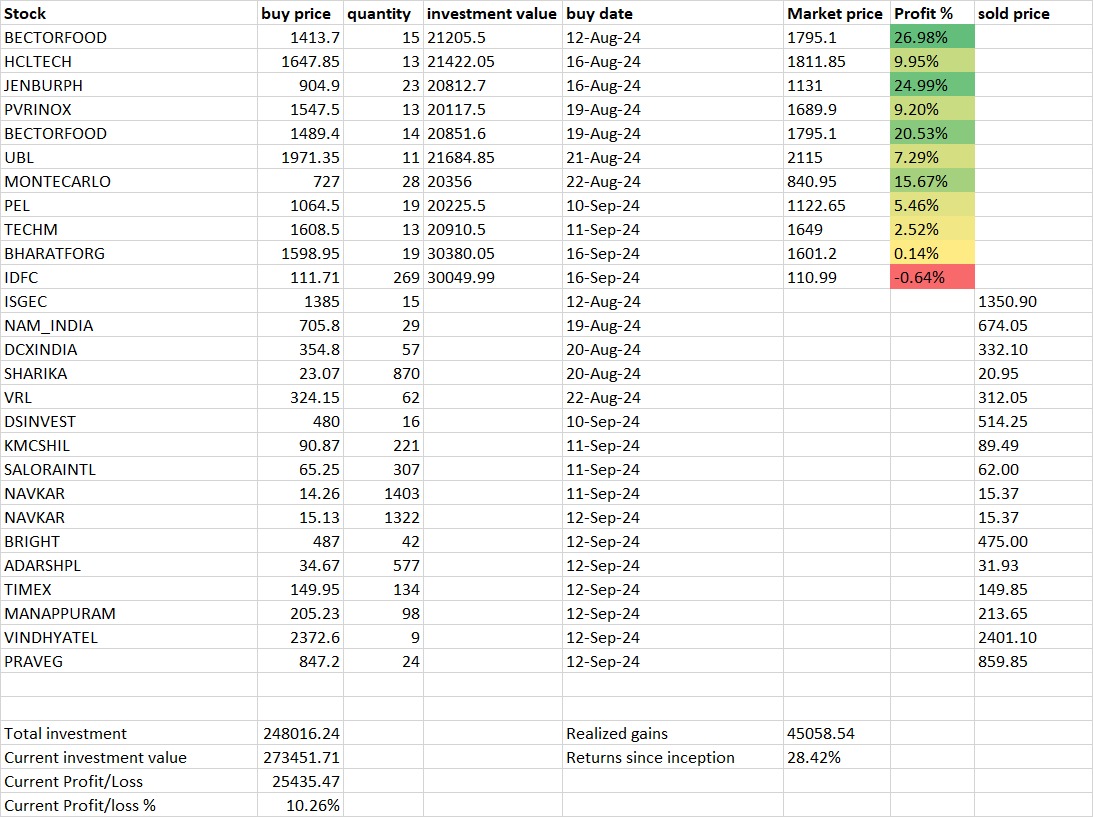 Stock buy price quantity investment value buy date Market price Profit % sold price
BECTORFOOD 1413.7 15 21205.5 12-Aug-24 1795.1 26.98%
HCLTECH 1647.85 13 21422.05 16-Aug-24 1811.85 9.95%
JENBURPH 904.9 23 20812.7 16-Aug-24 1131 24.99%
PVRINOX 1547.5 13 20117.5 19-Aug-24 1689.9 9.20%
BECTORFOOD 1489.4 14 20851.6 19-Aug-24 1795.1 20.53%
UBL 1971.35 11 21684.85 21-Aug-24 2115 7.29%
MONTECARLO 727 28 20356 22-Aug-24 840.95 15.67%
PEL 1064.5 19 20225.5 10-Sep-24 1122.65 5.46%
TECHM 1608.5 13 20910.5 11-Sep-24 1649 2.52%
BHARATFORG 1598.95 19 30380.05 16-Sep-24 1601.2 0.14%
IDFC 111.71 269 30049.99 16-Sep-24 110.99 -0.64%
ISGEC 1385 15 12-Aug-24 1350.90
NAM_INDIA 705.8 29 19-Aug-24 674.05
DCXINDIA 354.8 57 20-Aug-24 332.10
SHARIKA 23.07 870 20-Aug-24 20.95
VRL 324.15 62 22-Aug-24 312.05
DSINVEST 480 16 10-Sep-24 514.25
KMCSHIL 90.87 221 11-Sep-24 89.49
SALORAINTL 65.25 307 11-Sep-24 62.00
NAVKAR 14.26 1403 11-Sep-24 15.37
NAVKAR 15.13 1322 12-Sep-24 15.37
BRIGHT 487 42 12-Sep-24 475.00
ADARSHPL 34.67 577 12-Sep-24 31.93
TIMEX 149.95 134 12-Sep-24 149.85
MANAPPURAM 205.23 98 12-Sep-24 213.65
VINDHYATEL 2372.6 9 12-Sep-24 2401.10
PRAVEG 847.2 24 12-Sep-24 859.85
Total investment 248016.24 Realized gains 45058.54
Current investment value 273451.71 Returns since inception 28.42%
Current Profit/Loss 25435.47
Current Profit/loss % 10.26%